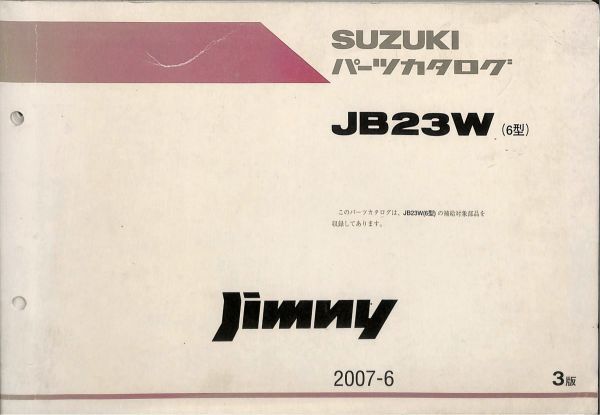 SUZUKI
パーツカタログ
JB23W (6型)
このパーツカタログは、JB23W(6型) の補給対象部品を
収録してあります。
Jimny
2007-6
3版